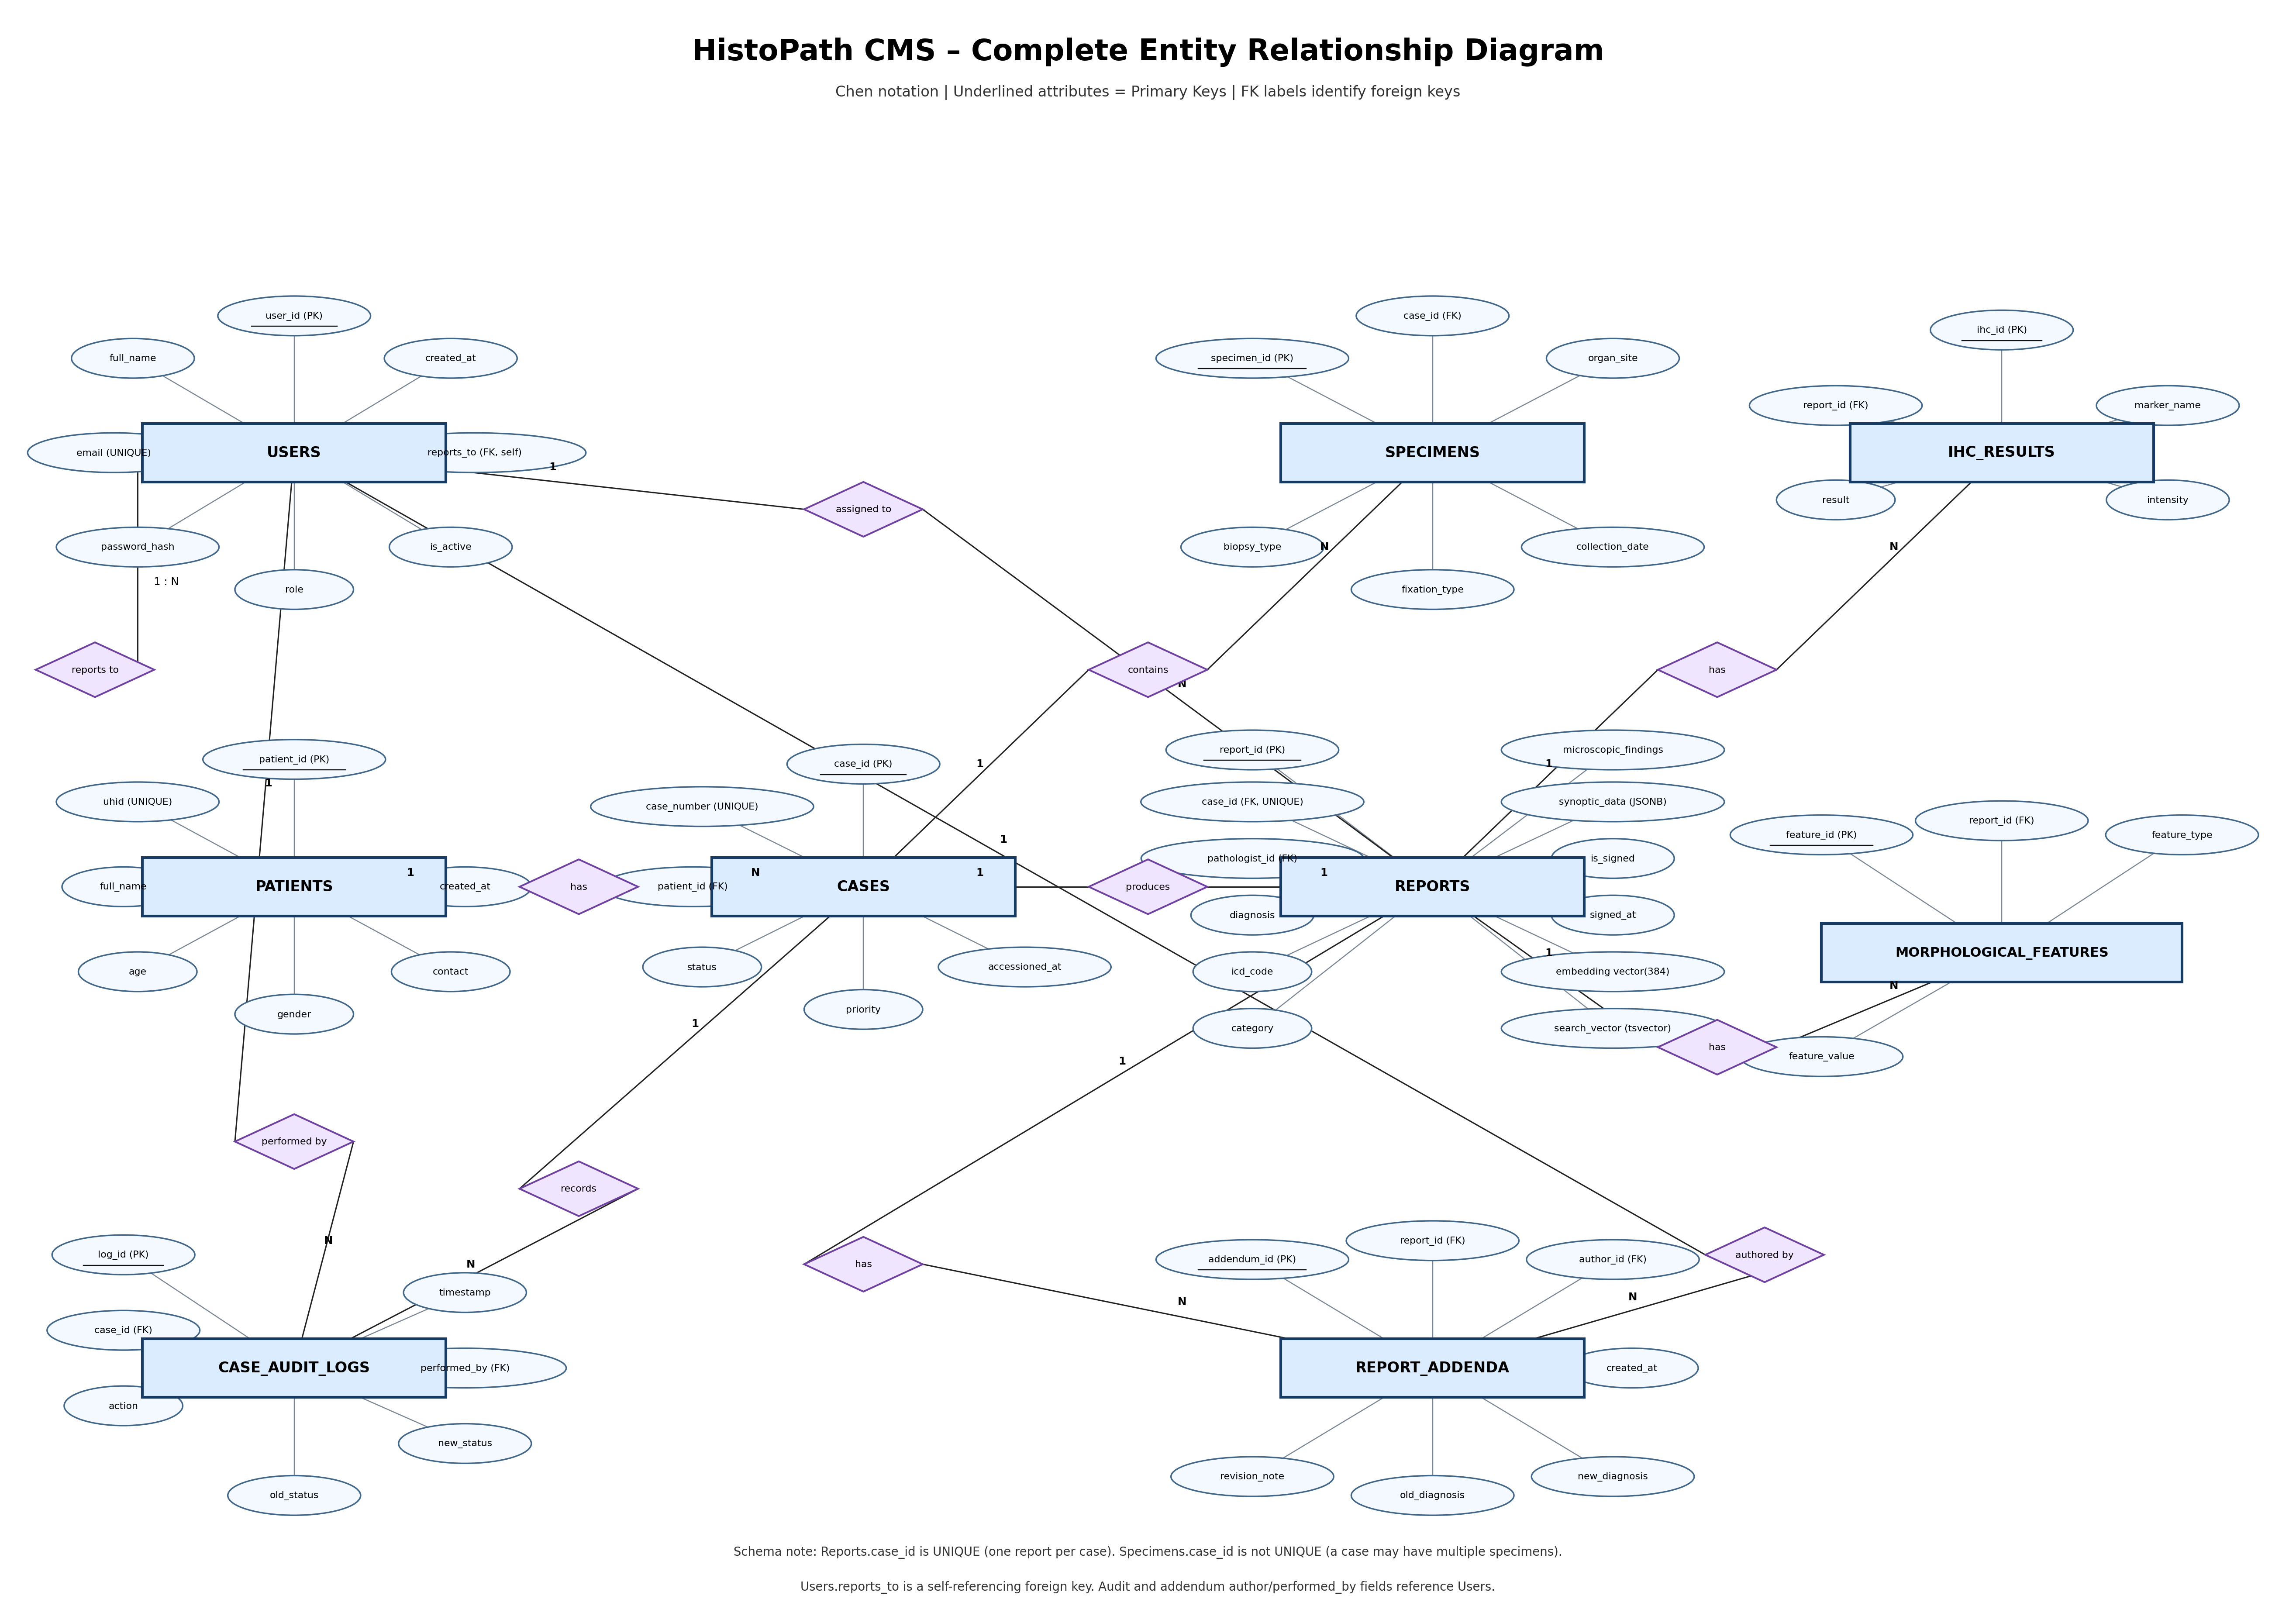 HistoPath CMS – Complete Entity Relationship Diagram
Chen notation | Underlined attributes = Primary Keys | FK labels identify foreign keys
user_id (PK)
full_name
created_at
email (UNIQUE)
USERS
reports_to (FK, self)
1
password_hash
is_active
role
1 : N
reports to
assigned to
case_id (FK)
specimen_id (PK)
organ_site
SPECIMENS
biopsy_type
N
collection_date
fixation_type
ihc_id (PK)
report_id (FK)
marker_name
IHC_RESULTS
result
intensity
N
contains
N
has
patient_id (PK)
1
uhid (UNIQUE)
full_name
PATIENTS
1
created_at
age
contact
gender
has
case_id (PK)
1
case_number (UNIQUE)
1
patient_id (FK)
N
CASES
1
status
accessioned_at
priority
1
produces
report_id (PK)
microscopic_findings
1
case_id (FK, UNIQUE)
synoptic_data (JSONB)
pathologist_id (FK)
is_signed
1
REPORTS
diagnosis
signed_at
1
icd_code
embedding vector(384)
category
search_vector (tsvector)
1
report_id (FK)
feature_id (PK)
feature_type
MORPHOLOGICAL_FEATURES
N
has
feature_value
performed by
records
N
N
log_id (PK)
timestamp
case_id (FK)
CASE_AUDIT_LOGS
performed_by (FK)
action
new_status
old_status
has
N
report_id (FK)
addendum_id (PK)
author_id (FK)
authored by
N
REPORT_ADDENDA
created_at
revision_note
new_diagnosis
old_diagnosis
Schema note: Reports.case_id is UNIQUE (one report per case). Specimens.case_id is not UNIQUE (a case may have multiple specimens).
Users.reports_to is a self-referencing foreign key. Audit and addendum author/performed_by fields reference Users.